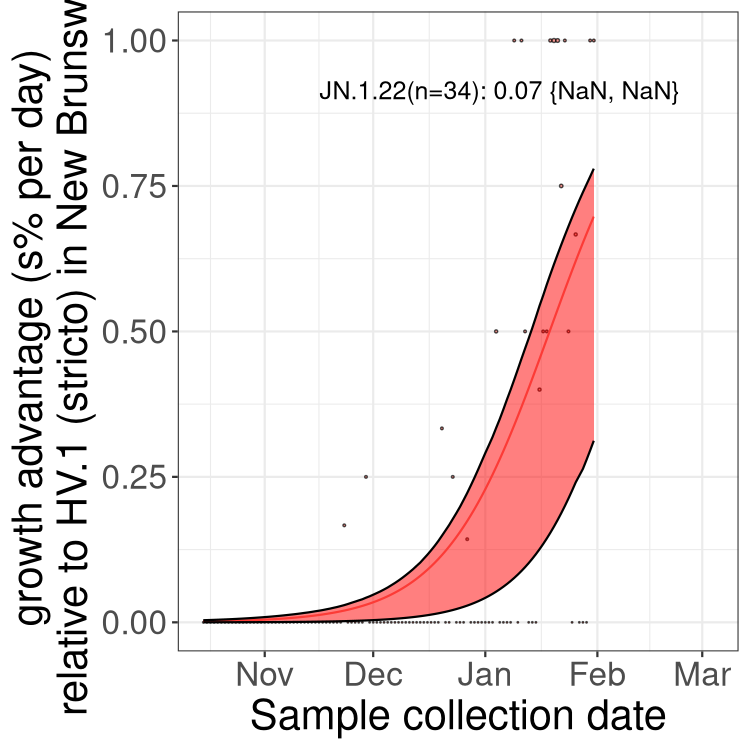 growth advantage (s% per day)
relative to HV.1 (stricto) in New Brunsw
1.00
0.75
0.50
0.25
0.00
JN.1.22(n=34): 0.07 {NaN, NaN}
Nov Dec Jan Feb Mar
Sample collection date